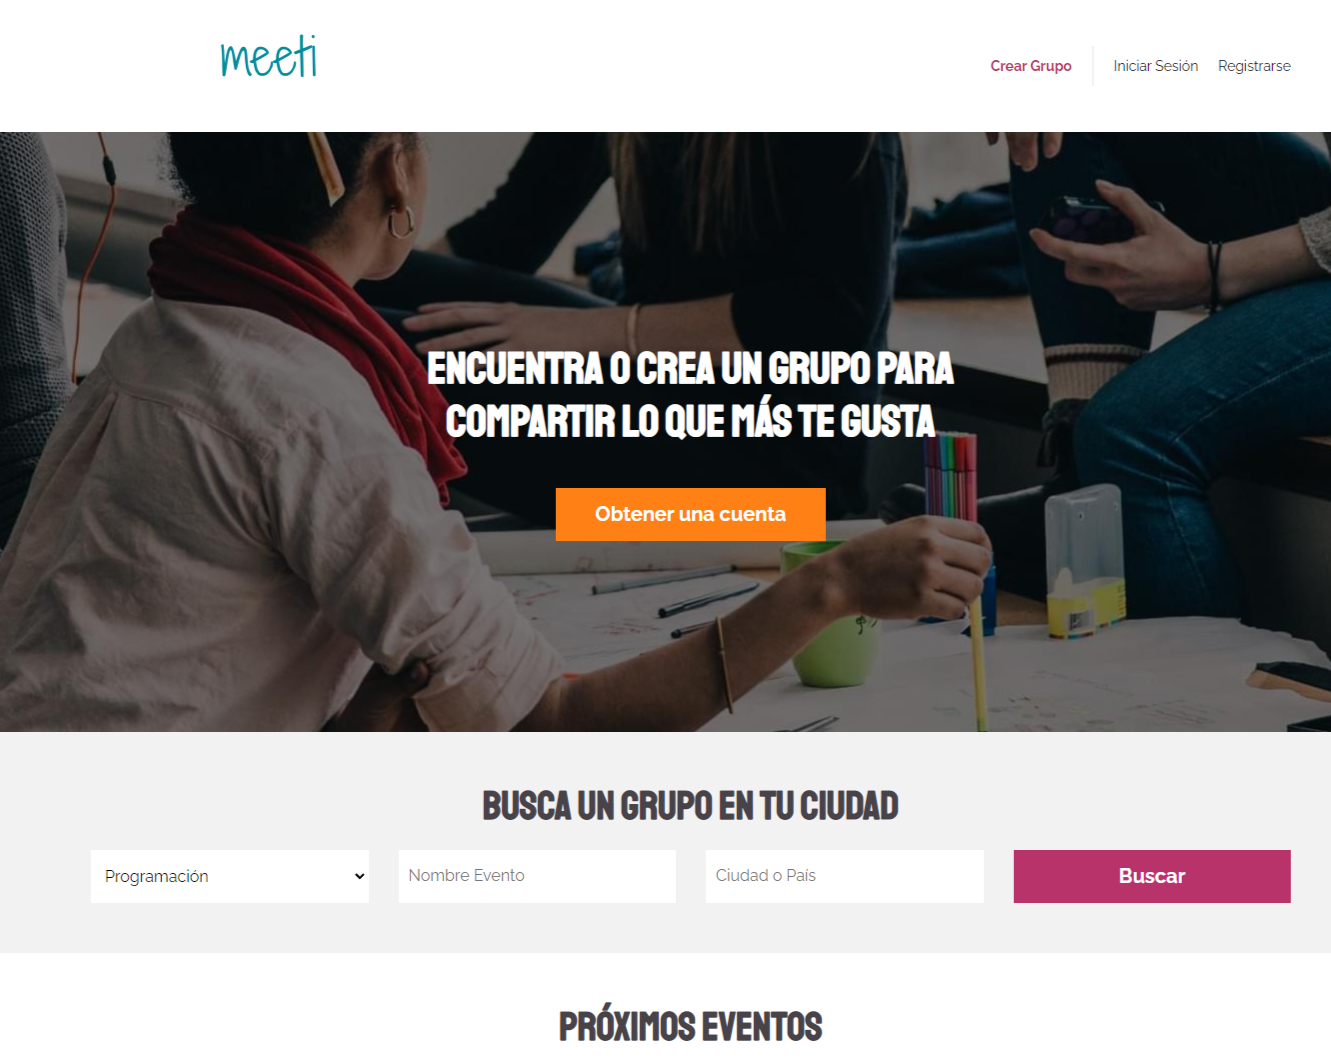 meeti
Crear Grupo
Iniciar Sesión
Registrarse
ENCUENTRA O CREA UN GRUPO PARA
COMPARTIR LO QUE MÁS TE GUSTA
Obtener una cuenta
BUSCA UN GRUPO EN TU CIUDAD
Programación
Nombre Evento
Ciudad o País
Buscar
PRÓXIMOS EVENTOS